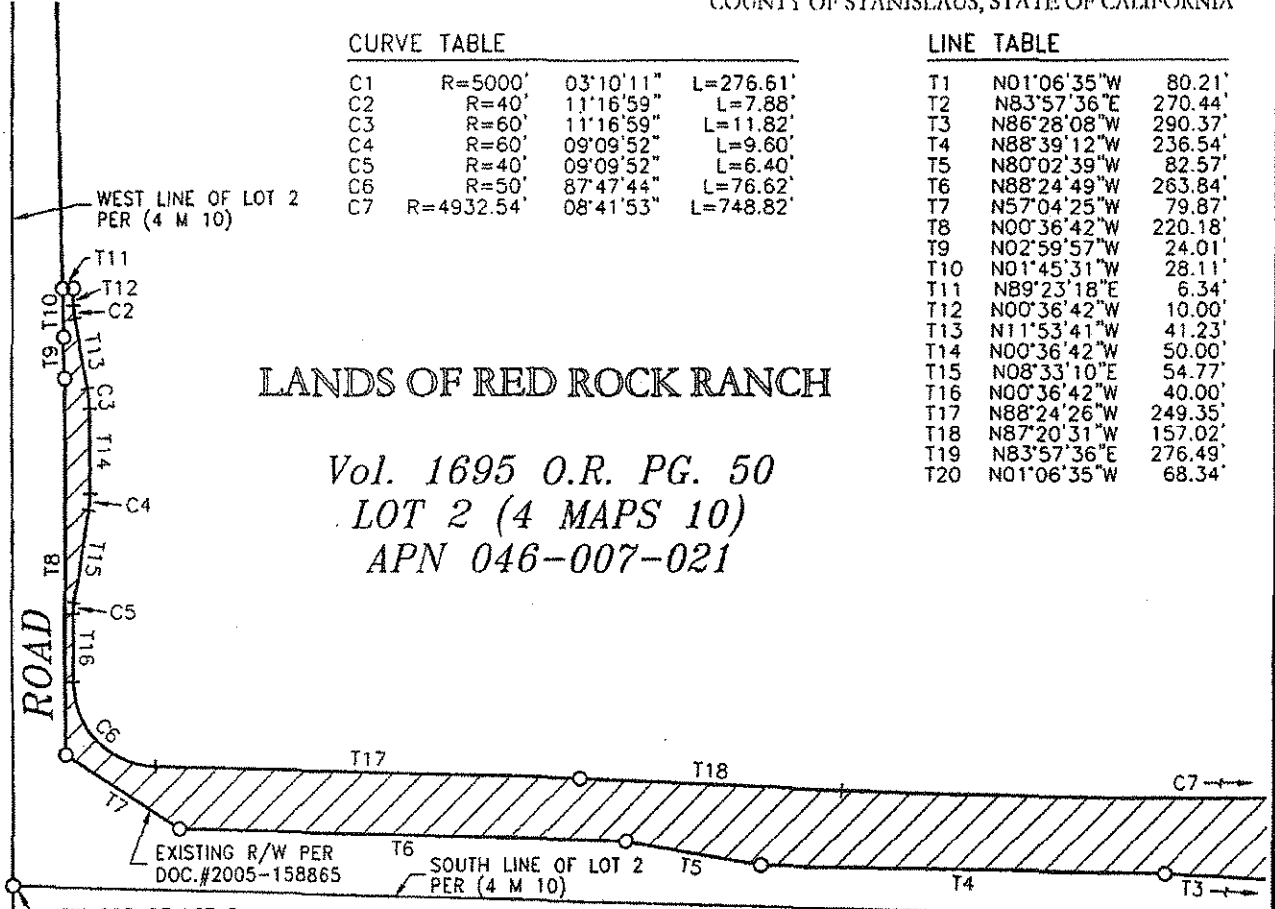 COUNTY OF STANISLAUS, STATE OF CALIFORNIA
CURVE TABLE
C1 R=5000' 03°10'11" L=276.61'
C2 R=40' 11°16'59" L=7.88'
C3 R=60' 11°16'59" L=11.82'
C4 R=60' 09°09'52" L=9.60'
C5 R=40' 09°09'52" L=6.40'
C6 R=50' 87°47'44" L=76.62'
C7 R=4932.54' 08°41'53" L=748.82'
LINE TABLE
T1 N01°06'35"W 80.21'
T2 N83°57'36"E 270.44'
T3 N86°28'08"W 290.37'
T4 N88°39'12"W 236.54'
T5 N80°02'39"W 82.57'
T6 N88°24'49"W 263.84'
T7 N57°04'25"W 79.87'
T8 N00°36'42"W 220.18'
T9 N02°59'57"W 24.01'
T10 N01°45'31"W 28.11'
T11 N89°23'18"E 6.34'
T12 N00°36'42"W 10.00'
T13 N11°53'41"W 41.23'
T14 N00°36'42"W 50.00'
T15 N08°33'10"E 54.77'
T16 N00°36'42"W 40.00'
T17 N88°24'26"W 249.35'
T18 N87°20'31"W 157.02'
T19 N83°57'36"E 276.49'
T20 N01°06'35"W 68.34'
WEST LINE OF LOT 2
PER (4 M 10)
T11
T12
C2
T10
T13
T9
C3
T14
C4
T8
T15
C5
T16
ROAD
C6
LANDS OF RED ROCK RANCH
Vol. 1695 O.R. PG. 50
LOT 2 (4 MAPS 10)
APN 046-007-021
T17
T18
C7
T7
T6
T5
T4
T3
EXISTING R/W PER
DOC.#2005-158865
SOUTH LINE OF LOT 2
PER (4 M 10)